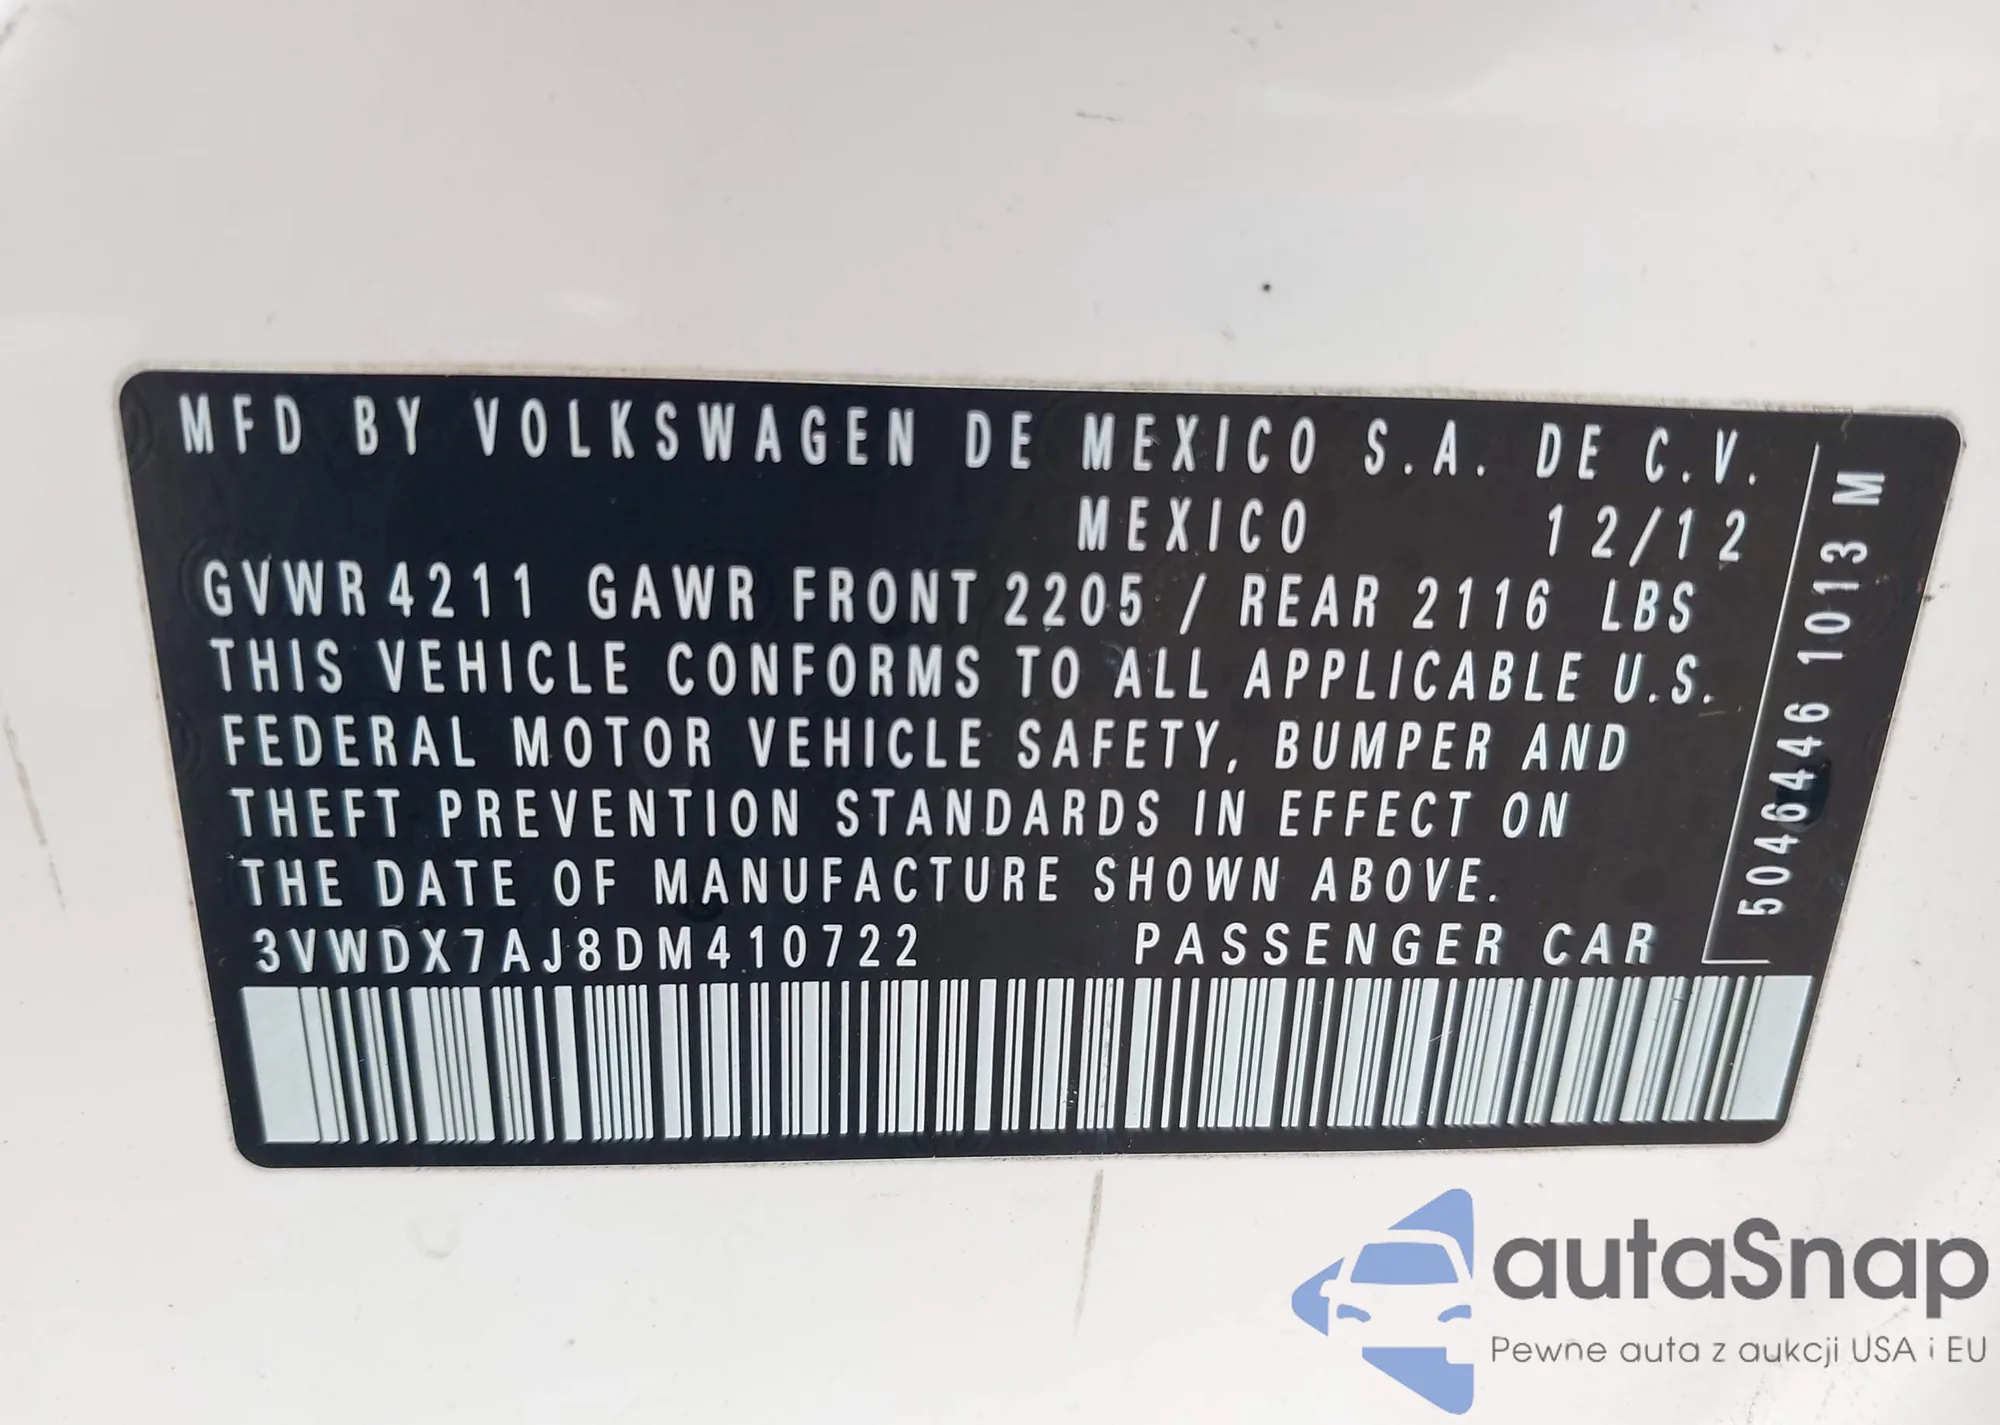 MFD BY VOLKSWAGEN DE MEXICO S.A. DE C.V.
MEXICO 12/12
GVWR 4211 GAWR FRONT 2205 / REAR 2116 LBS
THIS VEHICLE CONFORMS TO ALL APPLICABLE U.S.
FEDERAL MOTOR VEHICLE SAFETY, BUMPER AND
THEFT PREVENTION STANDARDS IN EFFECT ON
THE DATE OF MANUFACTURE SHOWN ABOVE.
3VWDX7AJ8DM410722 PASSENGER CAR
5046446 1013 M
autaSnap
Pewne auta z aukcji USA i EU